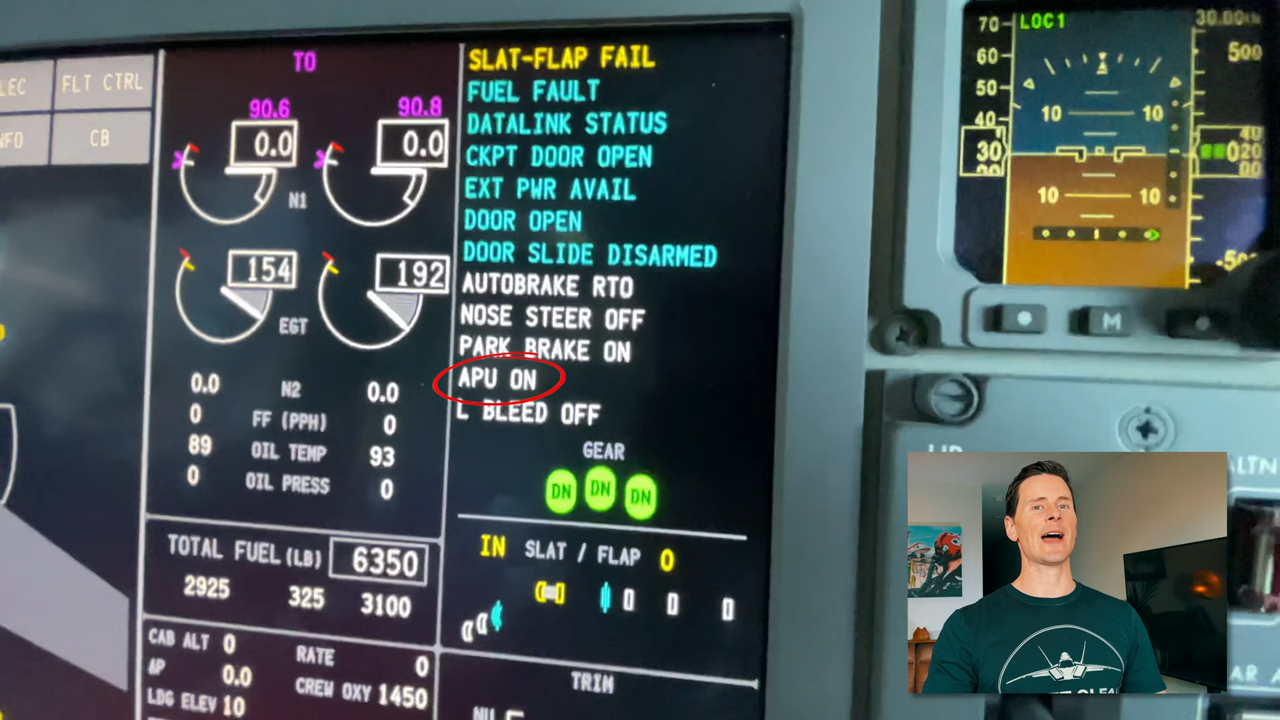 FLT CTRL
CB
TO
90.6 90.8
0.0 0.0
N1
154 192
EGT
0.0 N2 0.0
0 FF (PPH) 0
89 OIL TEMP 93
0 OIL PRESS 0
TOTAL FUEL (LB) 6350
2925 325 3100
CAB ALT 0 RATE 0
ΔP 0.0 CREW OXY 1450
LDG ELEV 10
SLAT-FLAP FAIL
FUEL FAULT
DATALINK STATUS
CKPT DOOR OPEN
EXT PWR AVAIL
DOOR OPEN
DOOR SLIDE DISARMED
AUTOBRAKE RTO
NOSE STEER OFF
PARK BRAKE ON
APU ON
L BLEED OFF
GEAR
DN DN DN
IN SLAT / FLAP 0
TRIM
LOC1
70
60
50
40
30
10 10
10 10
500
M